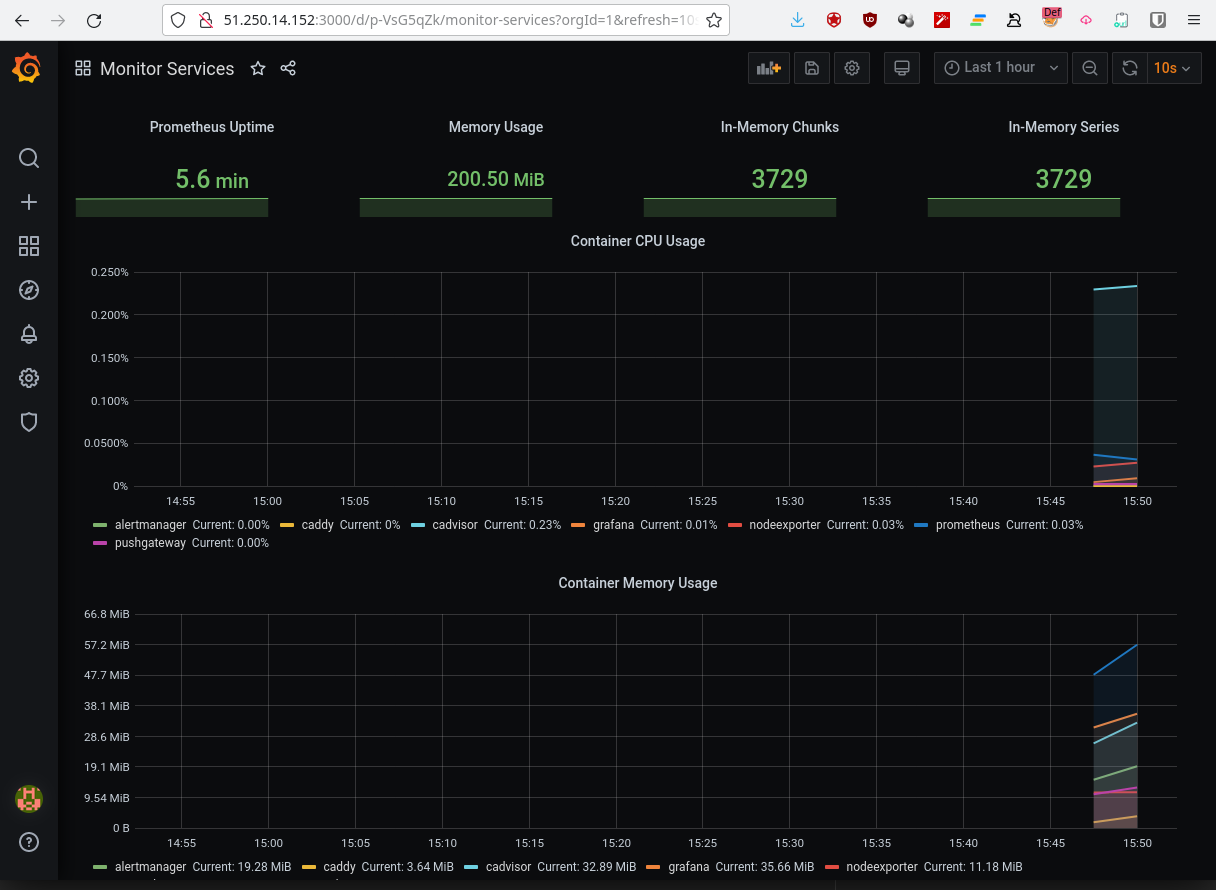 51.250.14.152:3000/d/p-VsG5qZk/monitor-services?orgId=1&refresh=10
Def
Monitor Services
Last 1 hour
10s
Prometheus Uptime
Memory Usage
In-Memory Chunks
In-Memory Series
5.6 min
200.50 MiB
3729
3729
Container CPU Usage
0.250%
0.200%
0.150%
0.100%
0.0500%
0%
14:55 15:00 15:05 15:10 15:15 15:20 15:25 15:30 15:35 15:40 15:45 15:50
alertmanager Current: 0.00% caddy Current: 0% cadvisor Current: 0.23% grafana Current: 0.01% nodeexporter Current: 0.03% prometheus Current: 0.03%
pushgateway Current: 0.00%
Container Memory Usage
66.8 MiB
57.2 MiB
47.7 MiB
38.1 MiB
28.6 MiB
19.1 MiB
9.54 MiB
0 B
14:55 15:00 15:05 15:10 15:15 15:20 15:25 15:30 15:35 15:40 15:45 15:50
alertmanager Current: 19.28 MiB caddy Current: 3.64 MiB cadvisor Current: 32.89 MiB grafana Current: 35.66 MiB nodeexporter Current: 11.18 MiB